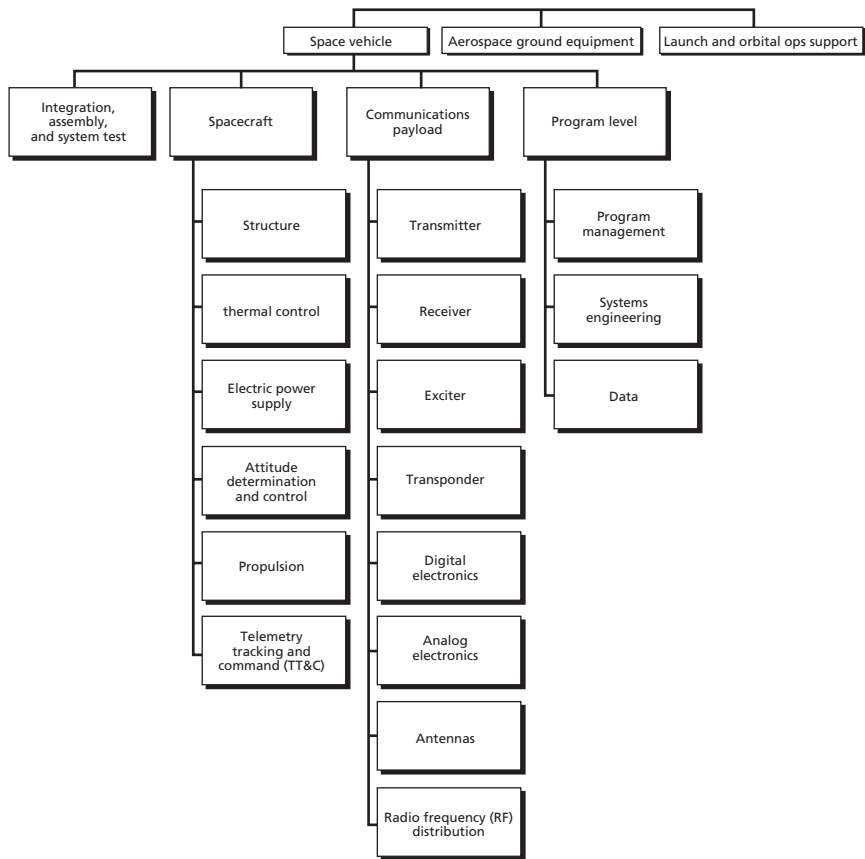 Space vehicle
Aerospace ground equipment
Launch and orbital ops support
Integration,
assembly,
and system test
Spacecraft
Communications
payload
Program level
Structure
thermal control
Electric power
supply
Attitude
determination
and control
Propulsion
Telemetry
tracking and
command (TT&C)
Transmitter
Receiver
Exciter
Transponder
Digital
electronics
Analog
electronics
Antennas
Radio frequency (RF)
distribution
Program
management
Systems
engineering
Data